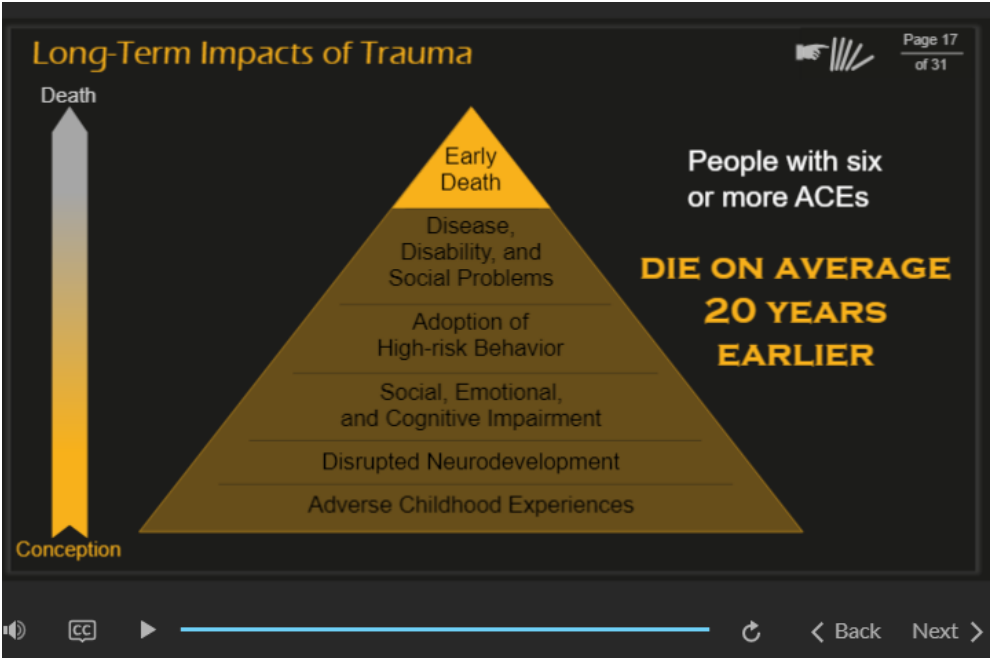 Long-Term Impacts of Trauma
Page 17
of 31
Death
Early
Death
Disease,
Disability, and
Social Problems
Adoption of
High-risk Behavior
Social, Emotional,
and Cognitive Impairment
Disrupted Neurodevelopment
Adverse Childhood Experiences
Conception
People with six
or more ACEs
DIE ON AVERAGE
20 YEARS
EARLIER
CC
Back
Next